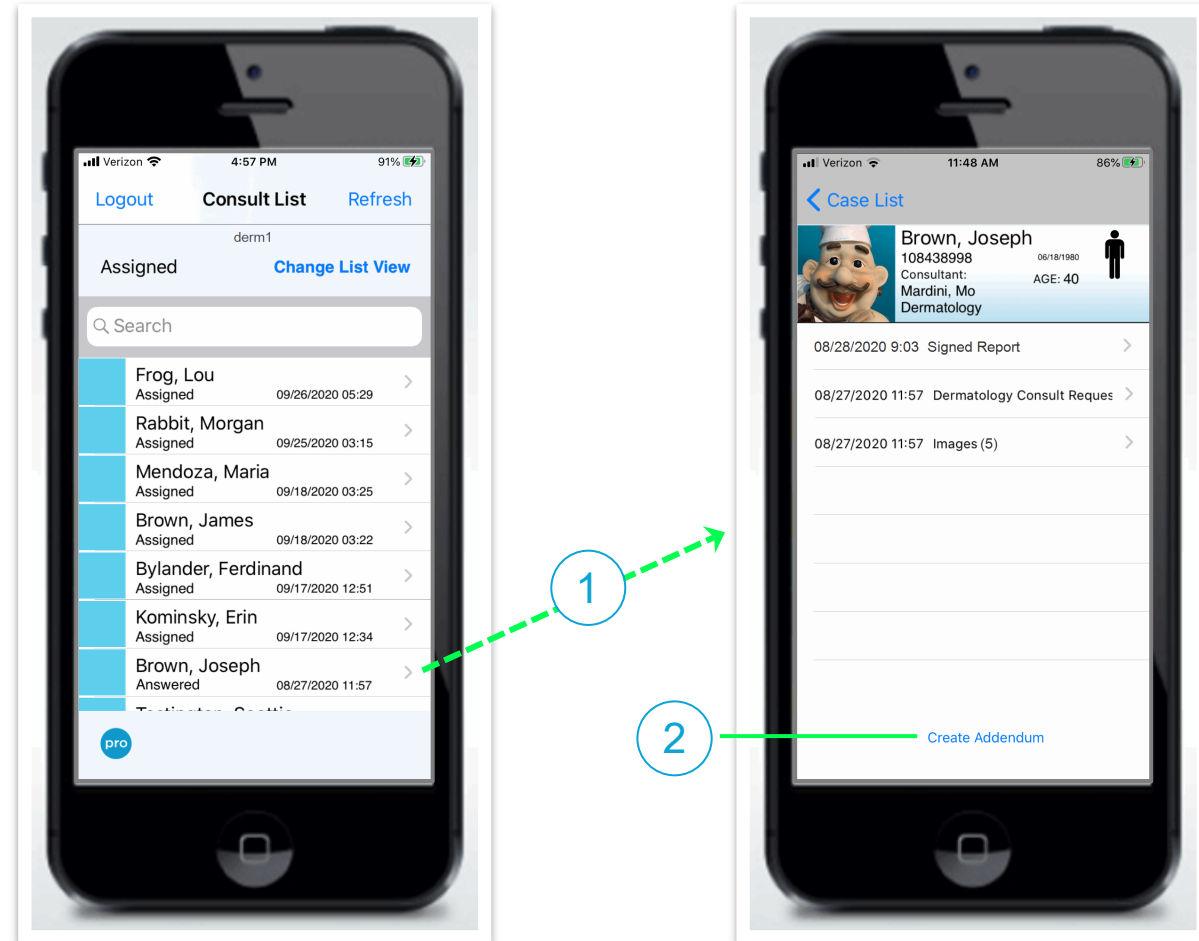 Verizon 4:57 PM 91%
Logout Consult List Refresh
derm1
Assigned Change List View
Search
Frog, Lou
Assigned 09/26/2020 05:29
Rabbit, Morgan
Assigned 09/25/2020 03:15
Mendoza, Maria
Assigned 09/18/2020 03:25
Brown, James
Assigned 09/18/2020 03:22
Bylander, Ferdinand
Assigned 09/17/2020 12:51
Kominsky, Erin
Assigned 09/17/2020 12:34
Brown, Joseph
Answered 08/27/2020 11:57
pro
1
2
Verizon 11:48 AM 86%
Case List
Brown, Joseph
108438998 06/18/1980
Consultant: AGE: 40
Mardini, Mo
Dermatology
08/28/2020 9:03 Signed Report
08/27/2020 11:57 Dermatology Consult Reques
08/27/2020 11:57 Images (5)
Create Addendum